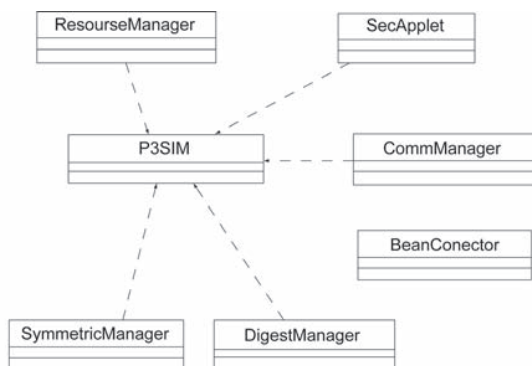 ResourseManager
SecApplet
P3SIM
CommManager
BeanConector
SymmetricManager
DigestManager